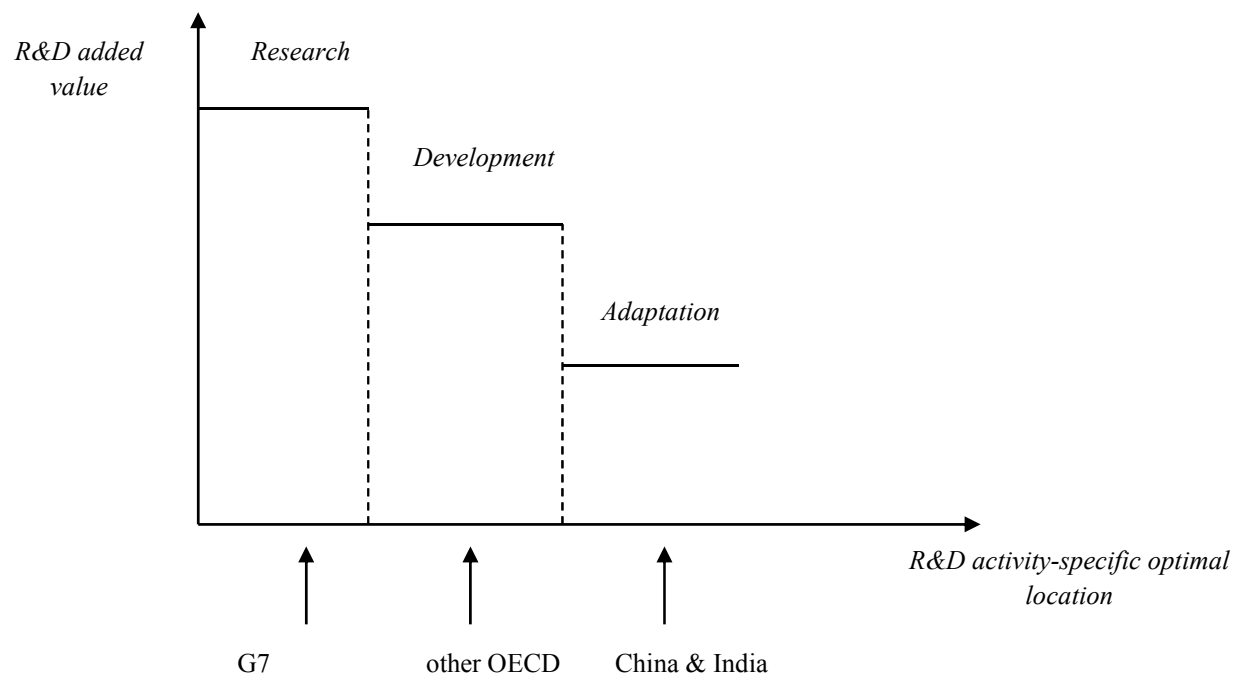 R&D added
value
Research
Development
Adaptation
R&D activity-specific optimal
location
G7
other OECD
China & India